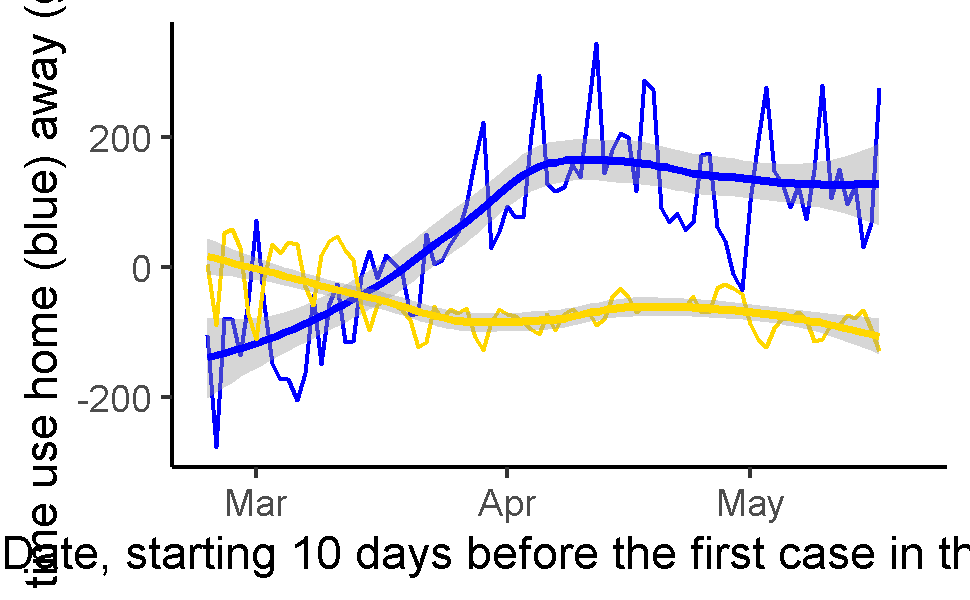 time use home (blue) away (
200
0
-200
Mar Apr May
Date, starting 10 days before the first case in th